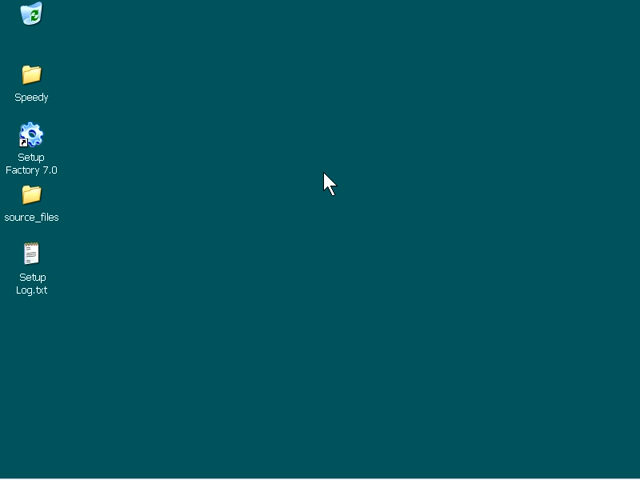 Speedy
Setup
Factory 7.0
source_files
Setup
Log.txt